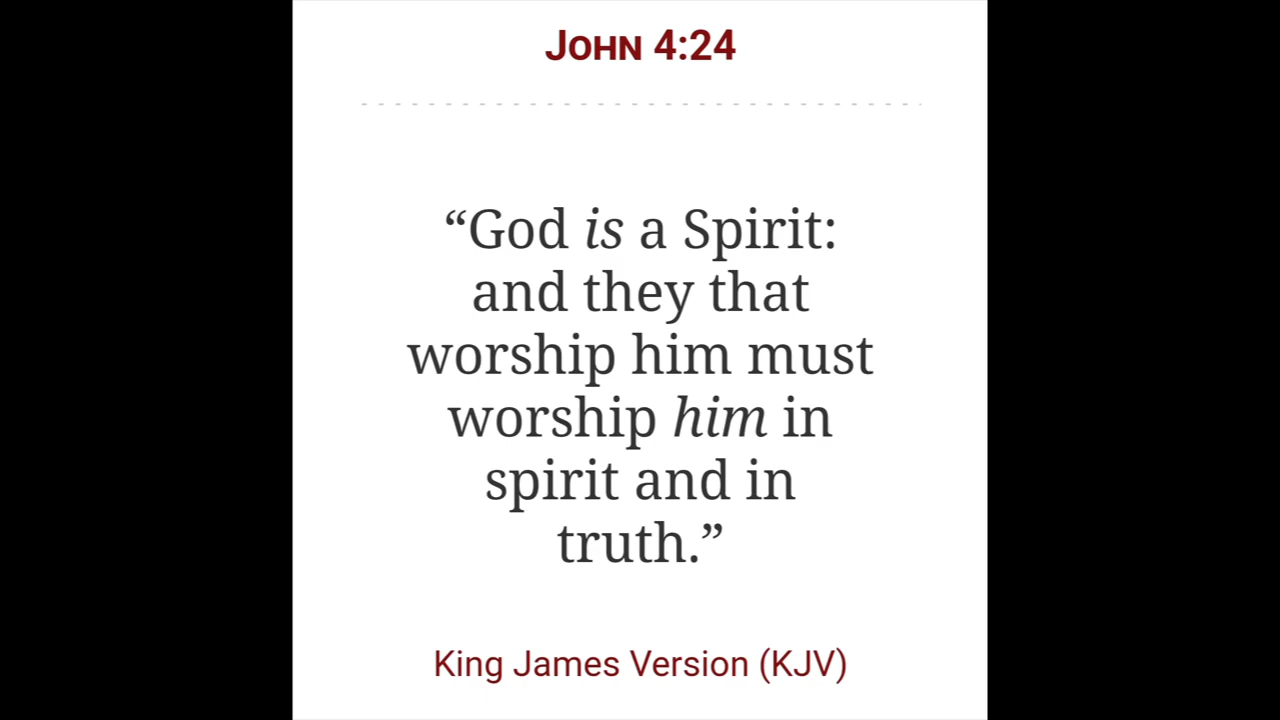 John 4:24
“God is a Spirit:
and they that
worship him must
worship him in
spirit and in
truth.”
King James Version (KJV)